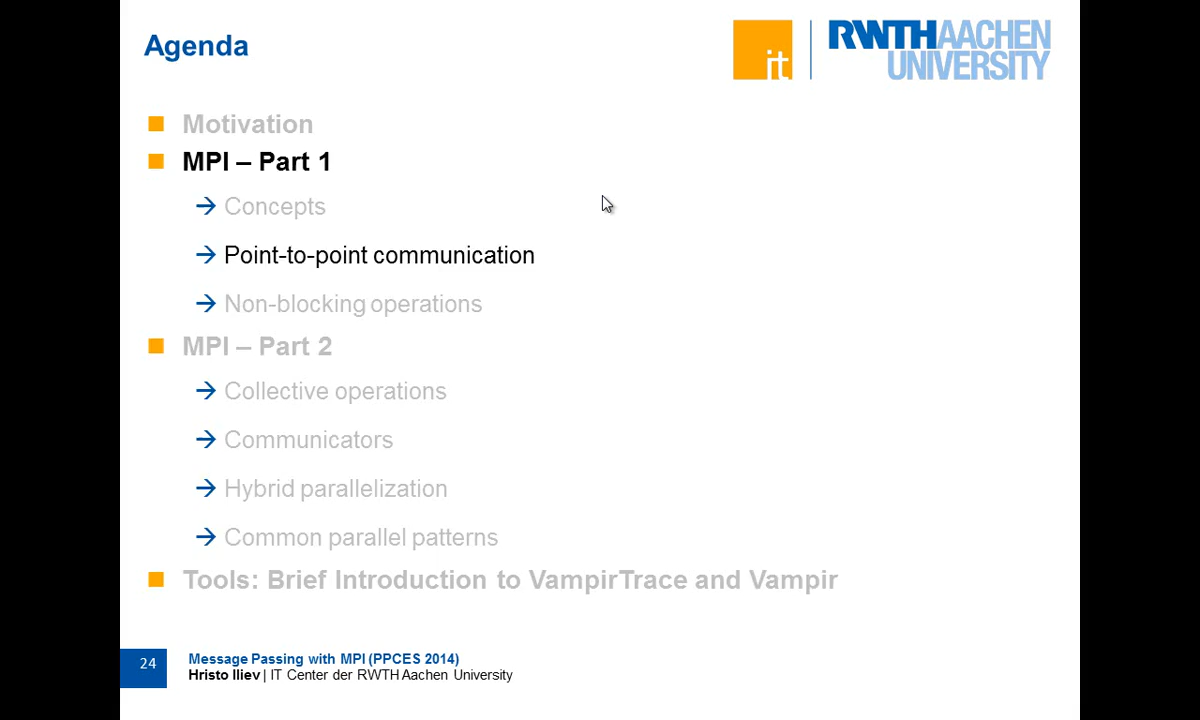 Agenda
it
RWTHAACHEN
UNIVERSITY
Motivation
MPI – Part 1
Concepts
Point-to-point communication
Non-blocking operations
MPI – Part 2
Collective operations
Communicators
Hybrid parallelization
Common parallel patterns
Tools: Brief Introduction to VampirTrace and Vampir
24
Message Passing with MPI (PPCES 2014)
Hristo Iliev | IT Center der RWTH Aachen University